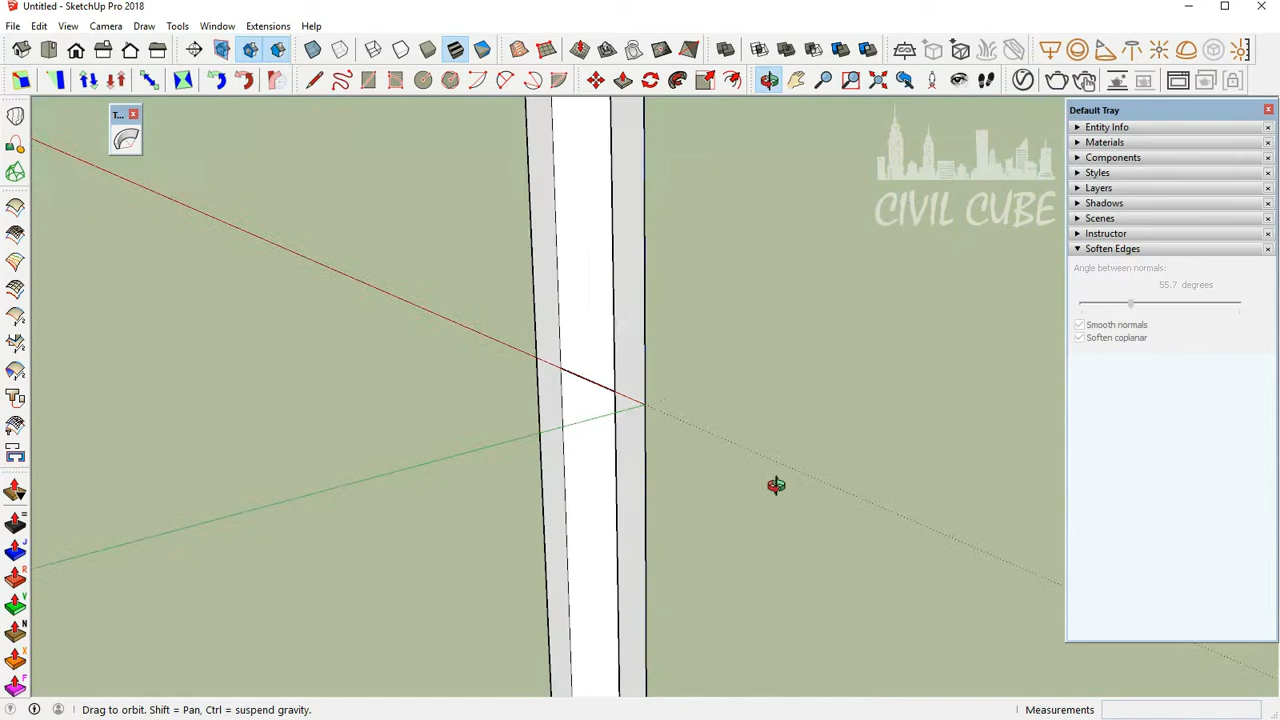 Untitled - SketchUp Pro 2018
File Edit View Camera Draw Tools Window Extensions Help
T...
Default Tray
Entity Info
Materials
Components
Styles
Layers
Shadows
Scenes
Instructor
Soften Edges
Angle between normals:
55.7 degrees
Smooth normals
Soften coplanar
CIVIL CUBE
=
J
R
V
N
X
F
Drag to orbit. Shift = Pan, Ctrl = suspend gravity.
Measurements